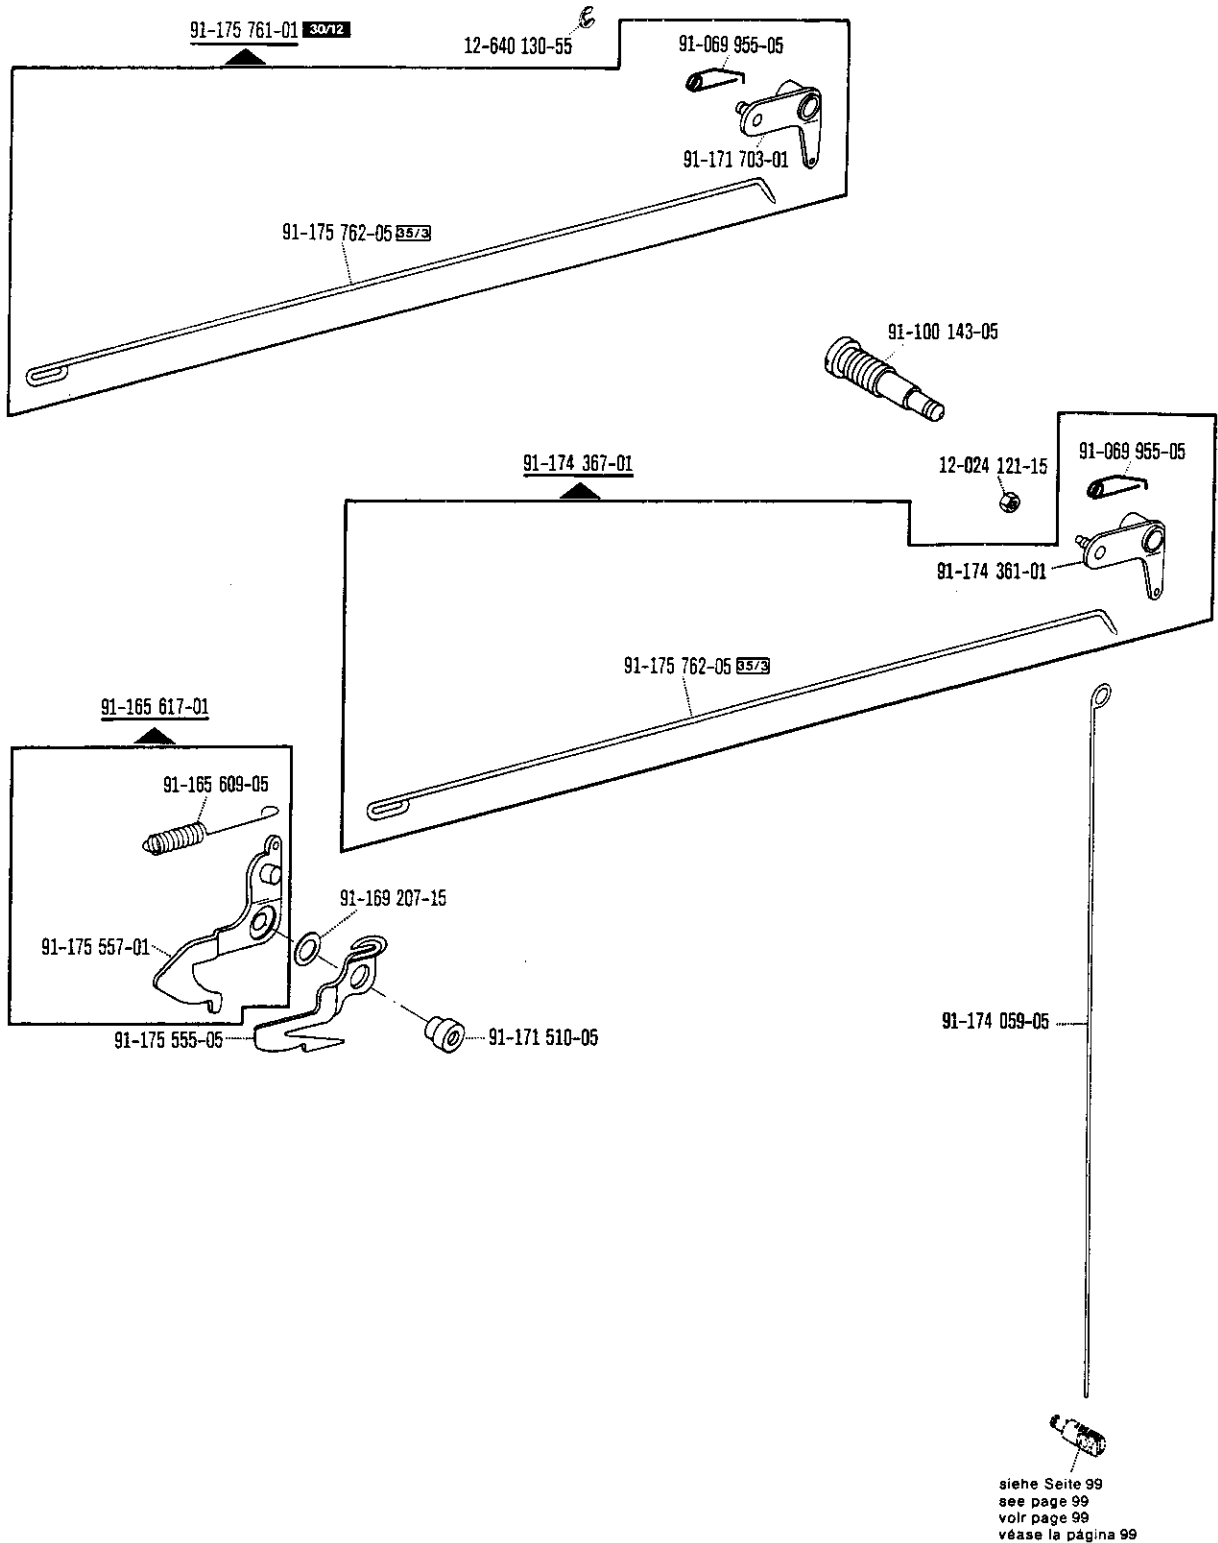 91-175 761-01 30/12
12-640 130-55
91-069 955-05
91-171 703-01
91-175 762-05 35/3
91-100 143-05
91-174 367-01
12-024 121-15
91-069 955-05
91-174 361-01
91-175 762-05 35/3
91-165 617-01
91-165 609-05
91-169 207-15
91-175 557-01
91-175 555-05
91-171 510-05
91-174 059-05
siehe Seite 99
see page 99
voir page 99
véase la página 99